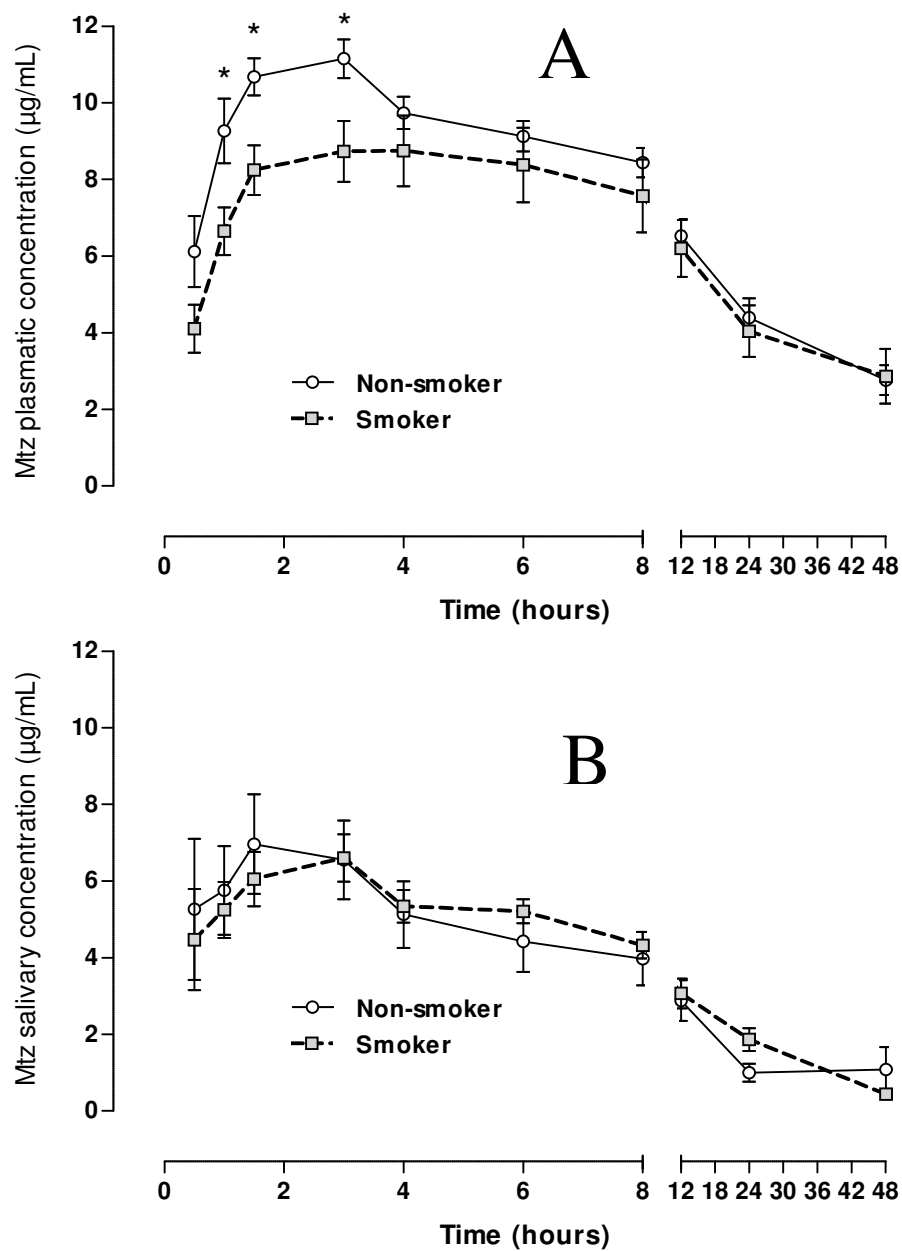 A
Mtz plasmatic concentration (µg/mL)
12
10
8
6
4
2
0
* * *
Non-smoker
Smoker
0 2 4 6 8 12 18 24 30 36 42 48
Time (hours)
B
Mtz salivary concentration (µg/mL)
12
10
8
6
4
2
0
Non-smoker
Smoker
0 2 4 6 8 12 18 24 30 36 42 48
Time (hours)